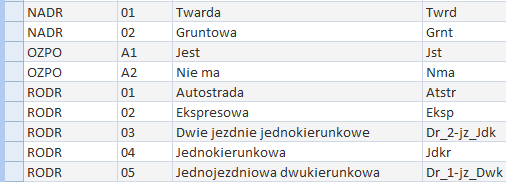 NADR 01 Twarda Twrd
NADR 02 Gruntowa Grnt
OZPO A1 Jest Jst
OZPO A2 Nie ma Nma
RODR 01 Autostrada Atstr
RODR 02 Ekspresowa Eksp
RODR 03 Dwie jezdnie jednokierunkowe Dr_2-jz_Jdk
RODR 04 Jednokierunkowa Jdkr
RODR 05 Jednojezdniowa dwukierunkowa Dr_1-jz_Dwk